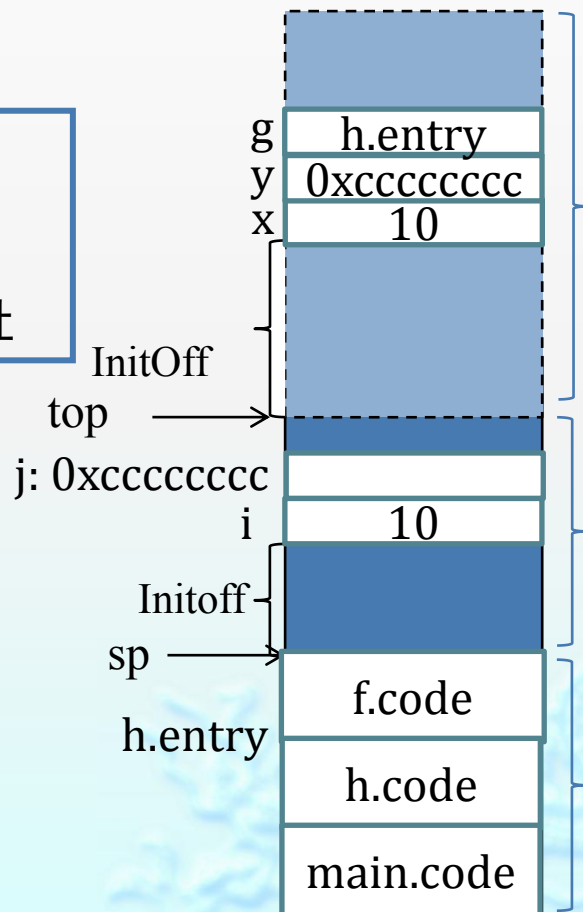 g h.entry
y 0xcccccccc
x 10
t
InitOff
top
j: 0xcccccccc
i 10
Initoff
sp
f.code
h.entry
h.code
main.code